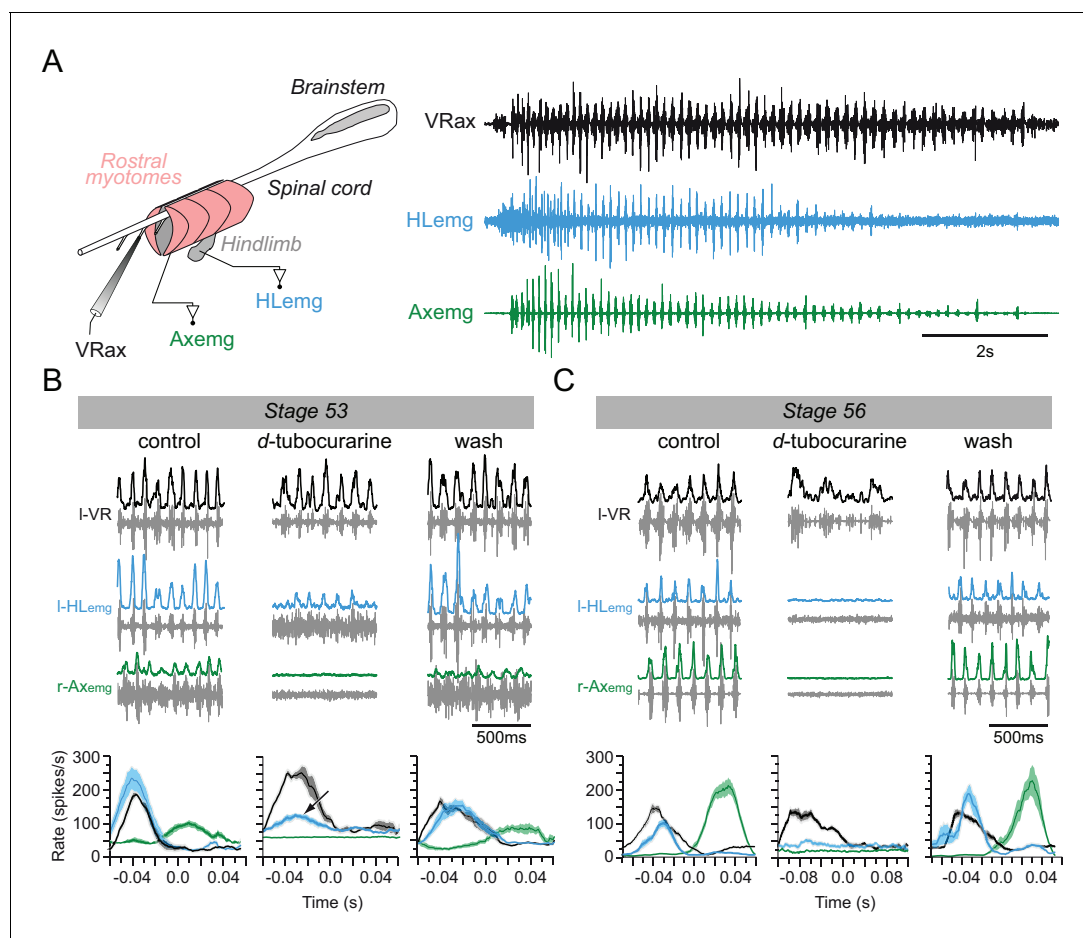 A
Brainstem
Rostral
myotomes
Spinal cord
Hindlimb
HLemg
Axemg
VRax
VRax
HLemg
Axemg
2s
B
Stage 53
control d-tubocurarine wash
l-VR
l-HLemg
r-Axemg
500ms
Rate (spikes/s)
300
200
100
0
-0.04 0.0 0.04 -0.04 0.0 0.04 -0.04 0.0 0.04
Time (s)
C
Stage 56
control d-tubocurarine wash
l-VR
l-HLemg
r-Axemg
500ms
300
200
100
0
-0.04 0.0 0.04 -0.08 0.0 0.08 -0.04 0.0 0.04
Time (s)